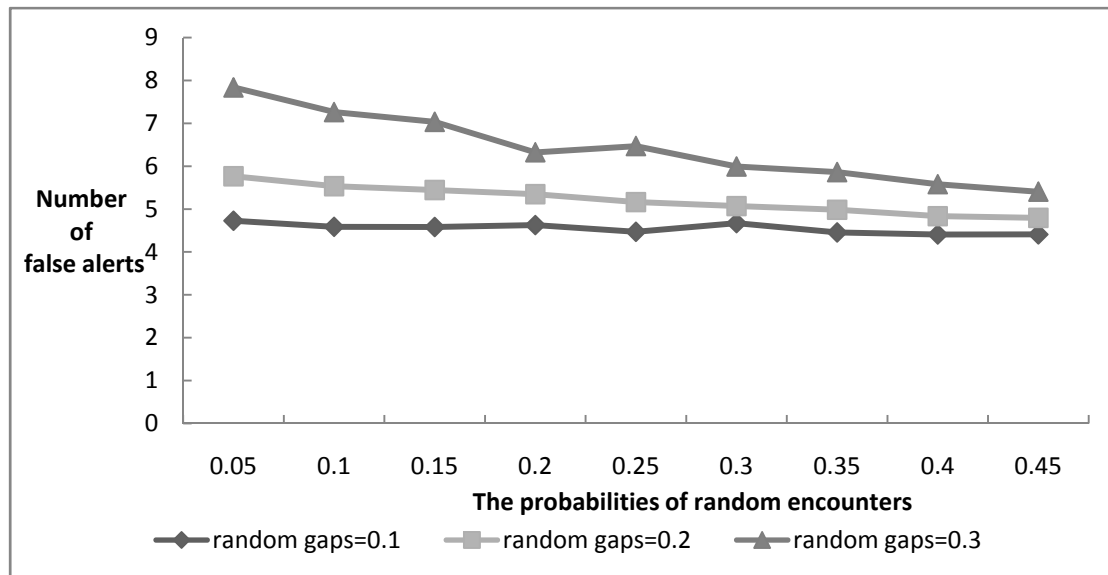 9
8
7
6
5
4
3
2
1
0
Number
of
false alerts
0.05 0.1 0.15 0.2 0.25 0.3 0.35 0.4 0.45
The probabilities of random encounters
random gaps=0.1 random gaps=0.2 random gaps=0.3